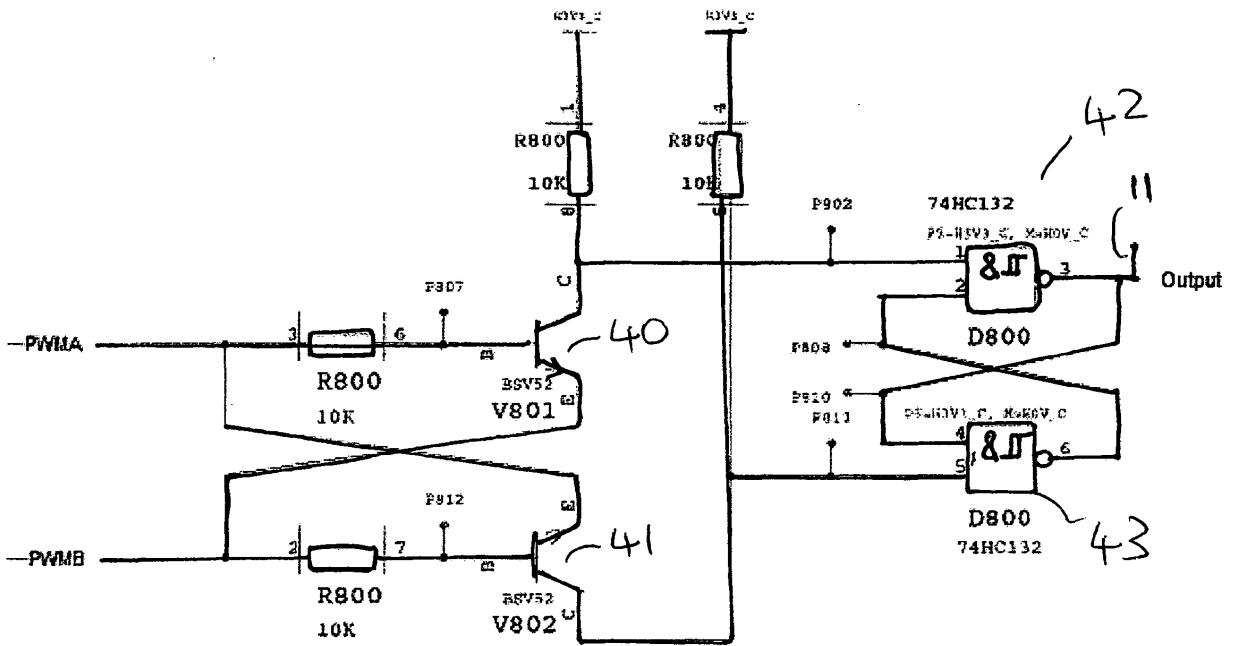 1
4
R800
R800
10K
8
42
P902
74HC132
11
1
2
3
&
Output
D800
C
P807
-PWMA
3
6
B
40
R800
10K
BSV52
V801
E
P808
P810
P811
4
5
6
&
D800
74HC132
43
P812
E
-PWMB
2
7
B
41
R800
10K
BSV52
V802
C